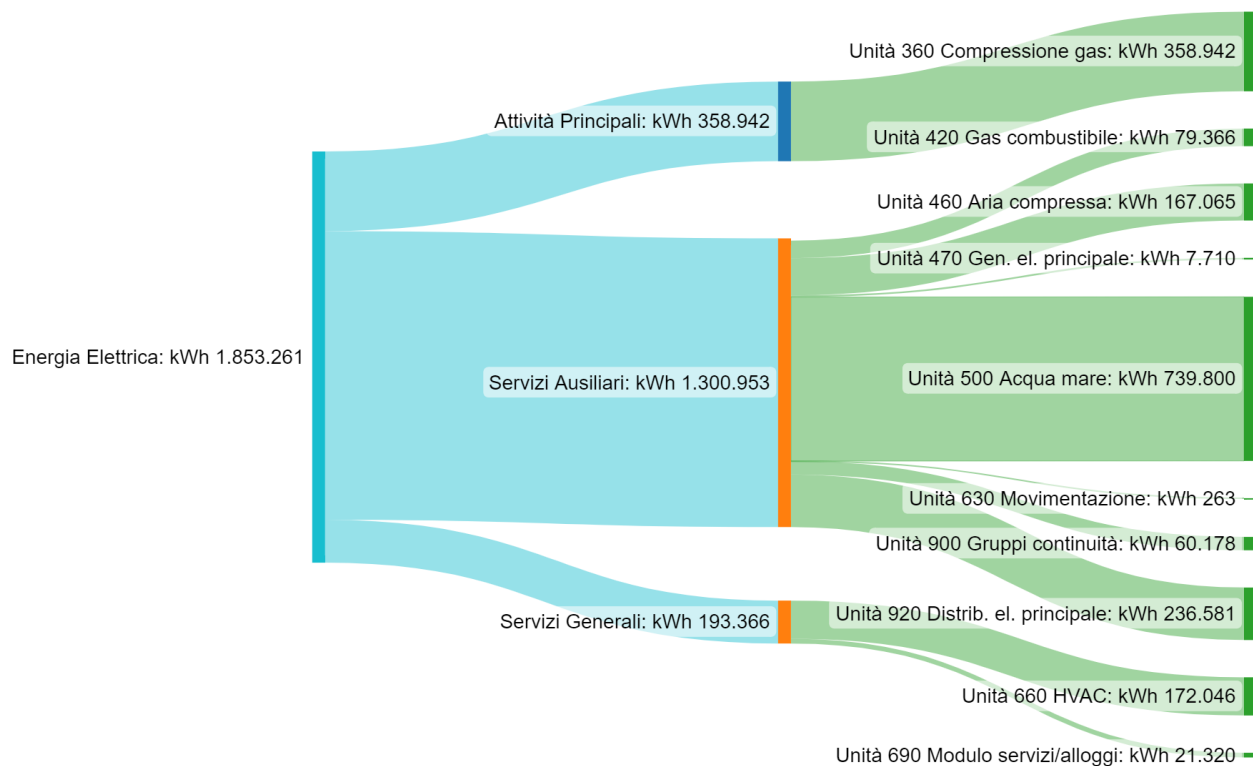 Energia Elettrica: kWh 1.853.261
Attività Principali: kWh 358.942
Servizi Ausiliari: kWh 1.300.953
Servizi Generali: kWh 193.366
Unità 360 Compressione gas: kWh 358.942
Unità 420 Gas combustibile: kWh 79.366
Unità 460 Aria compressa: kWh 167.065
Unità 470 Gen. el. principale: kWh 7.710
Unità 500 Acqua mare: kWh 739.800
Unità 630 Movimentazione: kWh 263
Unità 900 Gruppi continuità: kWh 60.178
Unità 920 Distrib. el. principale: kWh 236.581
Unità 660 HVAC: kWh 172.046
Unità 690 Modulo servizi/alloggi: kWh 21.320